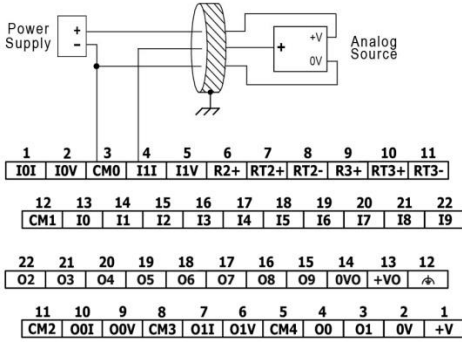 Power Supply
+
-
+
+V
0V
Analog Source
1 2 3 4 5 6 7 8 9 10 11
I0I I0V CM0 I1I I1V R2+ RT2+ RT2- R3+ RT3+ RT3-
12 13 14 15 16 17 18 19 20 21 22
CM1 I0 I1 I2 I3 I4 I5 I6 I7 I8 I9
22 21 20 19 18 17 16 15 14 13 12
O2 O3 O4 O5 O6 O7 O8 O9 0VO +VO
11 10 9 8 7 6 5 4 3 2 1
CM2 O0I O0V CM3 O1I O1V CM4 O0 O1 0V +V